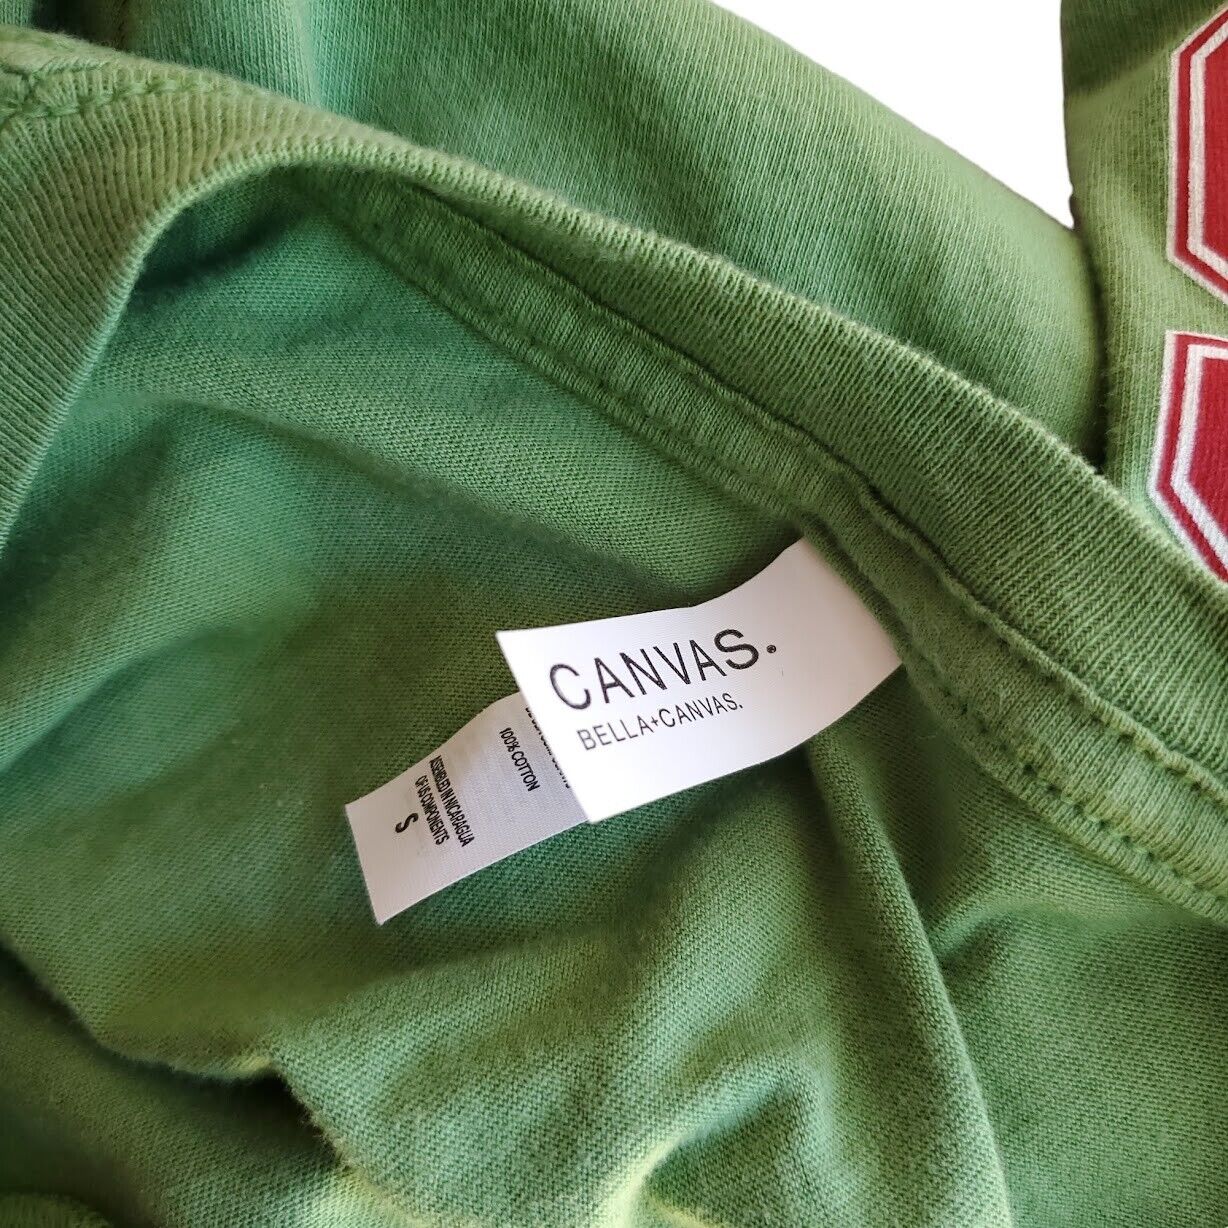 CANVAS.
BELLA+CANVAS.
100% COTTON
ASSEMBLED IN NICARAGUA
OF US COMPONENTS
S